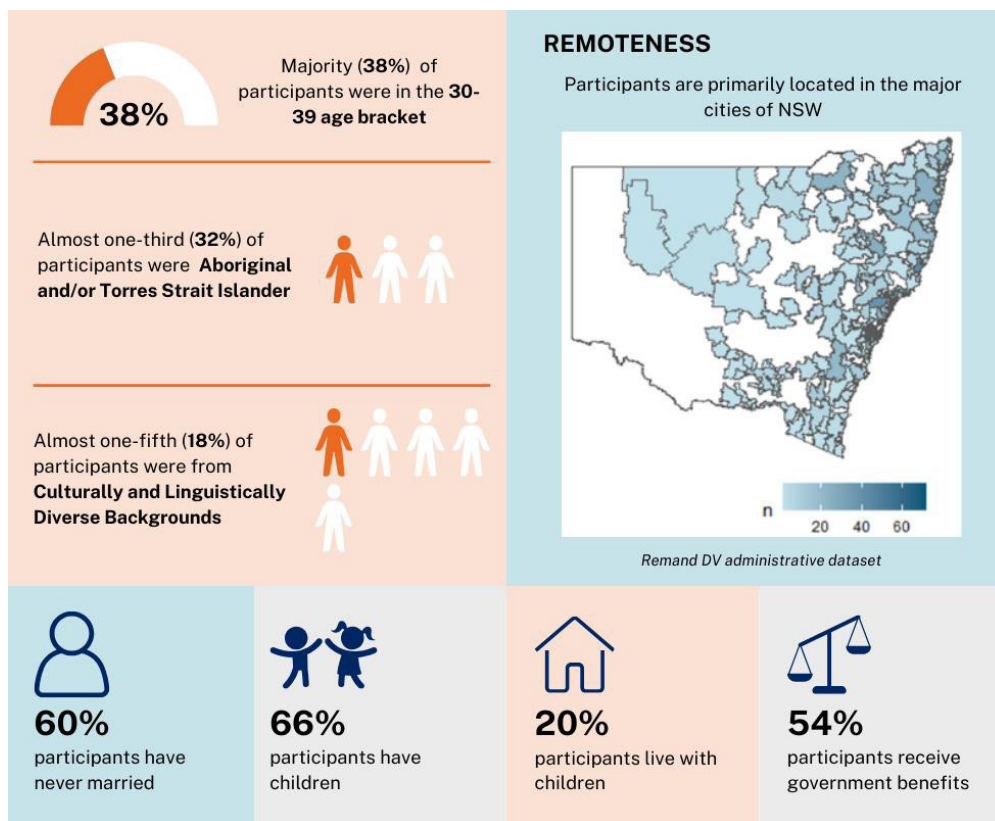 38%
Majority (38%) of
participants were in the 30-
39 age bracket
Almost one-third (32%) of
participants were Aboriginal
and/or Torres Strait Islander
Almost one-fifth (18%) of
participants were from
Culturally and Linguistically
Diverse Backgrounds
REMOTENESS
Participants are primarily located in the major
cities of NSW
n
20 40 60
Remand DV administrative dataset
60%
participants have
never married
66%
participants have
children
20%
participants live with
children
54%
participants receive
government benefits